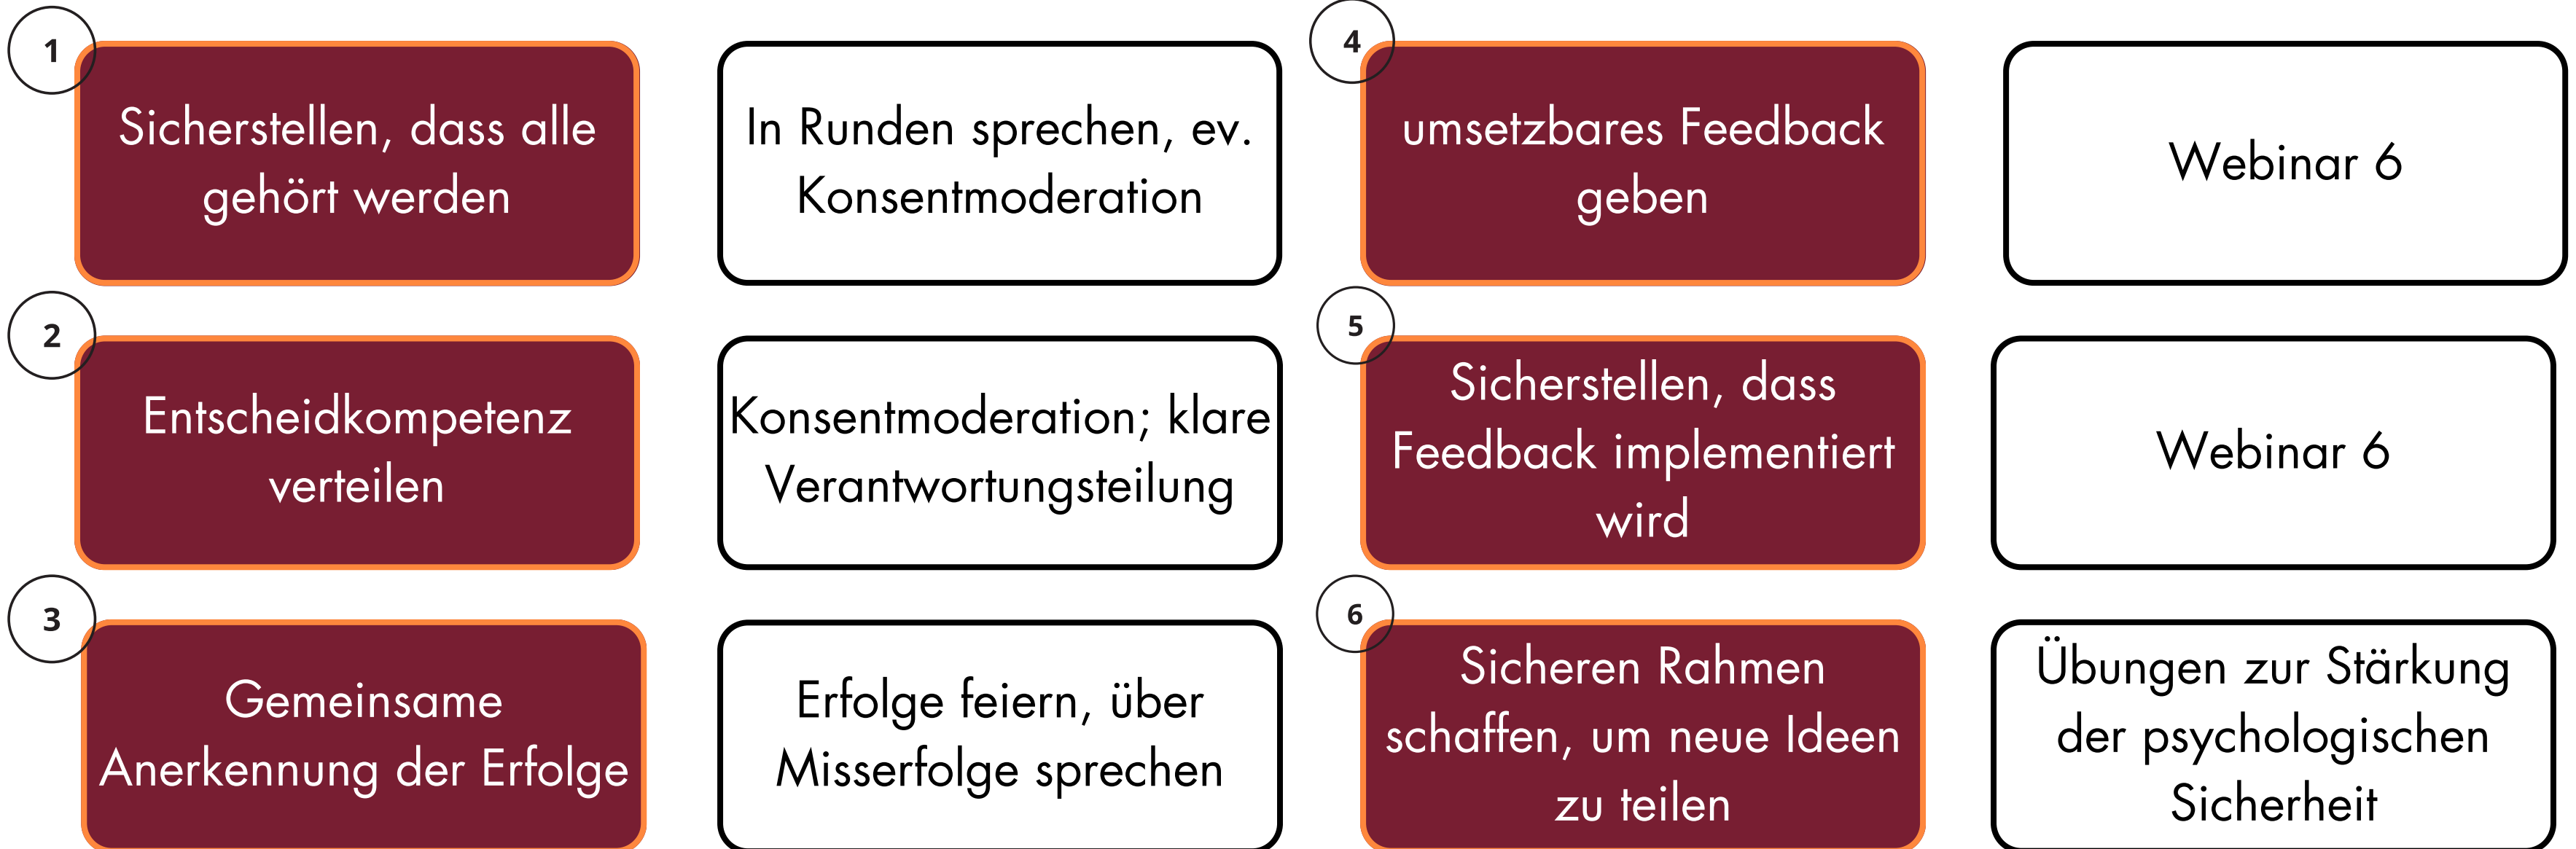 1
Sicherstellen, dass alle
gehört werden
In Runden sprechen, ev.
Konsentmoderation
2
Entscheidkompetenz
verteilen
Konsentmoderation; klare
Verantwortungsteilung
3
Gemeinsame
Anerkennung der Erfolge
Erfolge feiern, über
Misserfolge sprechen
4
umsetzbares Feedback
geben
Webinar 6
5
Sicherstellen, dass
Feedback implementiert
wird
Webinar 6
6
Sicheren Rahmen
schaffen, um neue Ideen
zu teilen
Übungen zur Stärkung
der psychologischen
Sicherheit